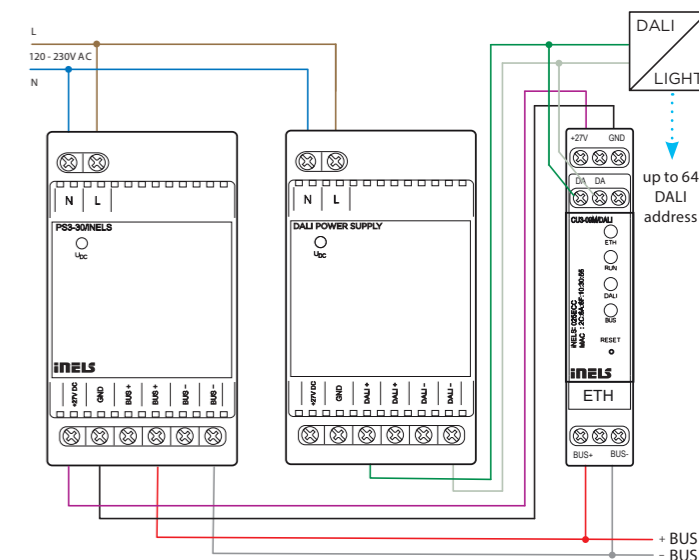 L
120 - 230V AC
N
N L
PS3-30/INELS
UDC
iNELS
+27V DC GND BUS + BUS + BUS - BUS -
N L
DALI POWER SUPPLY
UDC
+27V DC GND DALI + DALI + DALI - DALI -
DALI
LIGHT
up to 64
DALI
address
+27V GND
DA DA
CU3-09M/DALI
ETH
RUN
DALI
BUS
RESET
iNELS: 025ECC
iNELS
ETH
BUS+ BUS-
+ BUS
- BUS